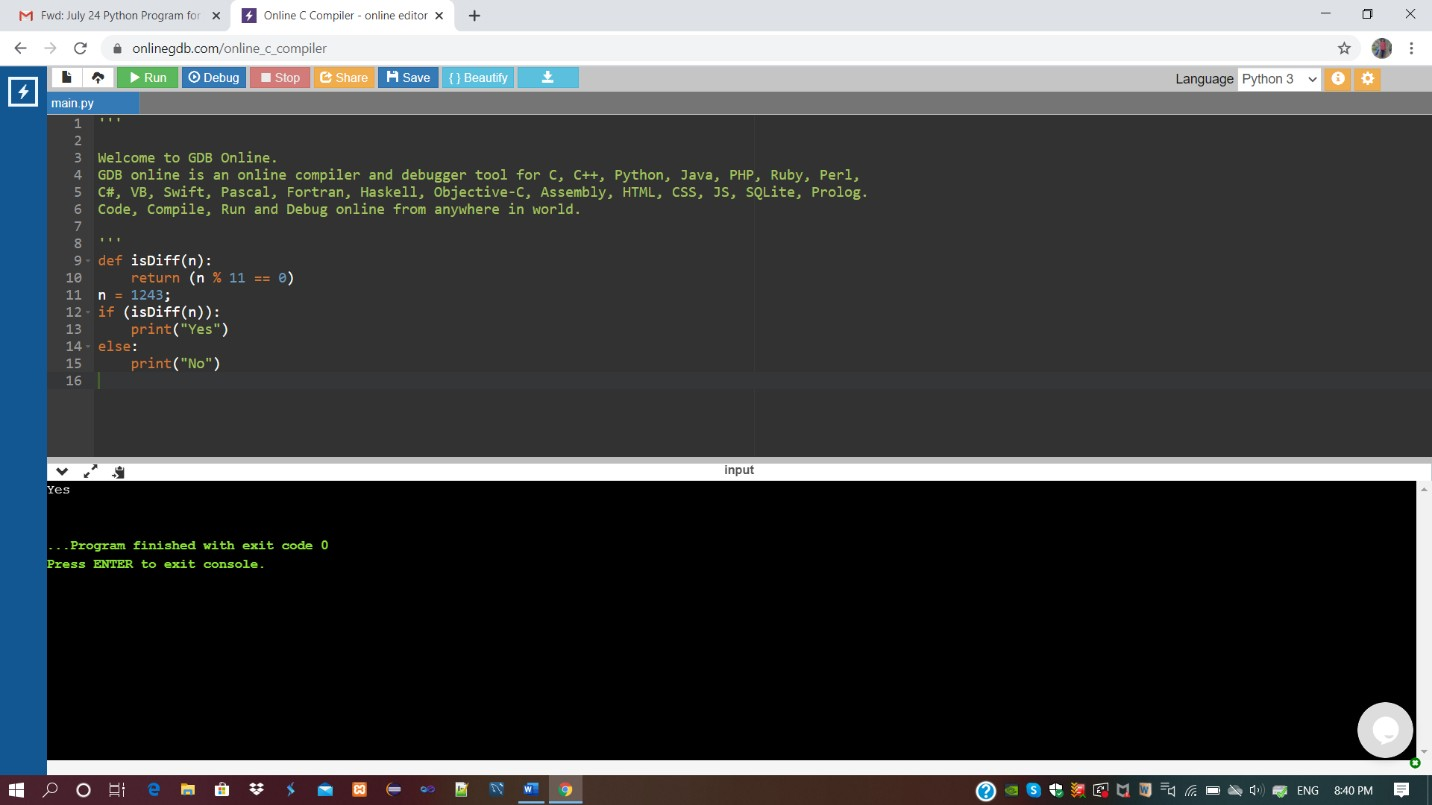 Fwd: July 24 Python Program for
Online C Compiler - online editor
onlinegdb.com/online_c_compiler
Run Debug Stop Share Save { } Beautify Language Python 3
main.py
1 '''
2
3 Welcome to GDB Online.
4 GDB online is an online compiler and debugger tool for C, C++, Python, Java, PHP, Ruby, Perl,
5 C#, VB, Swift, Pascal, Fortran, Haskell, Objective-C, Assembly, HTML, CSS, JS, SQLite, Prolog.
6 Code, Compile, Run and Debug online from anywhere in world.
7
8 '''
9 def isDiff(n):
10     return (n % 11 == 0)
11 n = 1243;
12 if (isDiff(n)):
13     print("Yes")
14 else:
15     print("No")
16
input
Yes
...Program finished with exit code 0
Press ENTER to exit console.
ENG 8:40 PM